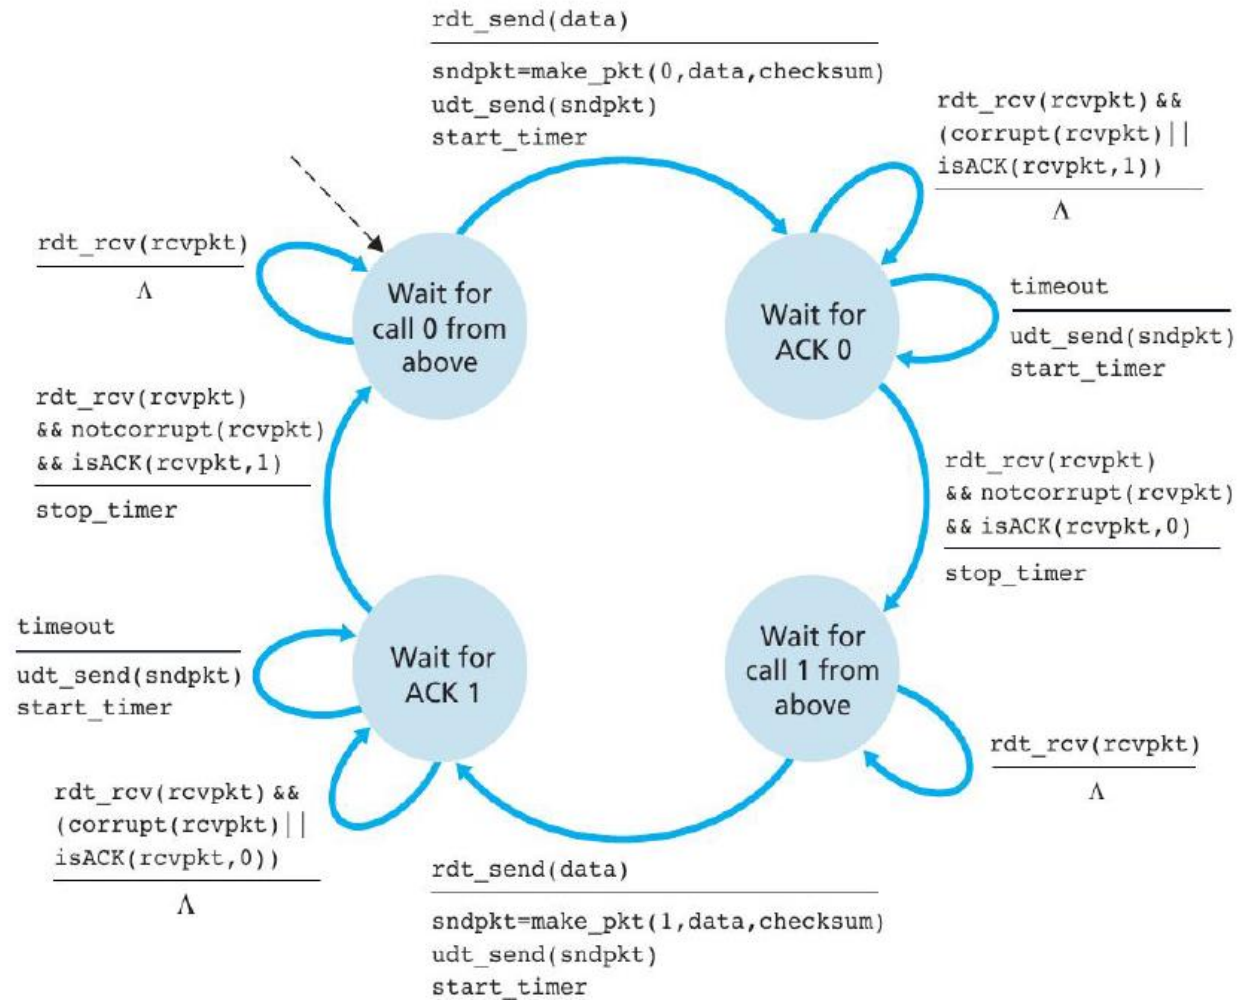 rdt_send(data)
sndpkt=make_pkt(0,data,checksum)
udt_send(sndpkt)
start_timer
rdt_rcv(rcvpkt) &&
(corrupt(rcvpkt)||
isACK(rcvpkt,1))
Λ
rdt_rcv(rcvpkt)
Λ
Wait for
call 0 from
above
Wait for
ACK 0
timeout
udt_send(sndpkt)
start_timer
rdt_rcv(rcvpkt)
&& notcorrupt(rcvpkt)
&& isACK(rcvpkt,1)
stop_timer
rdt_rcv(rcvpkt)
&& notcorrupt(rcvpkt)
&& isACK(rcvpkt,0)
stop_timer
timeout
udt_send(sndpkt)
start_timer
Wait for
ACK 1
Wait for
call 1 from
above
rdt_rcv(rcvpkt)
Λ
rdt_rcv(rcvpkt) &&
(corrupt(rcvpkt)||
isACK(rcvpkt,0))
Λ
rdt_send(data)
sndpkt=make_pkt(1,data,checksum)
udt_send(sndpkt)
start_timer